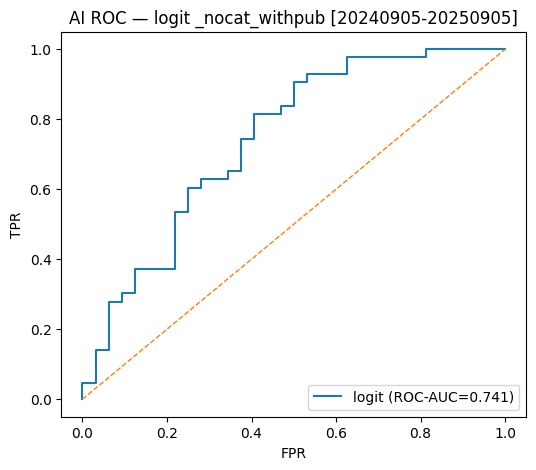 AI ROC — logit _nocat_withpub [20240905-20250905]
TPR
1.0
0.8
0.6
0.4
0.2
0.0
logit (ROC-AUC=0.741)
0.0 0.2 0.4 0.6 0.8 1.0
FPR